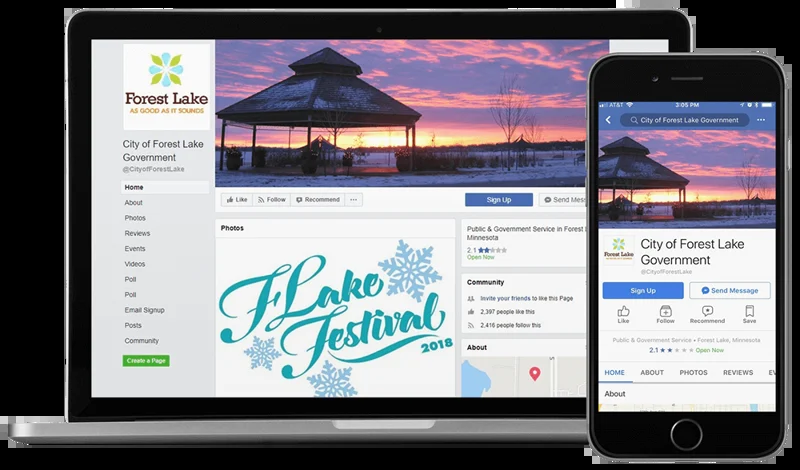 Forest Lake
AS GOOD AS IT SOUNDS
City of Forest Lake
Government
@CityofForestLake
Home
About
Photos
Reviews
Events
Videos
Poll
Poll
Email Signup
Posts
Community
Create a Page
Like
Follow
Recommend
...
Sign Up
Send Mess
Photos
FLake
Festival
2018
Public & Government Service in Forest L
Minnesota
2.1
Open Now
Community
Invite your friends to like this Page
2,397 people like this
2,416 people follow this
About
AT&T
3:05 PM
City of Forest Lake Government
...
Forest Lake
City of Forest Lake
Government
@CityofForestLake
Sign Up
Send Message
Like
Follow
Recommend
Save
Public & Government Service • Forest Lake, Minnesota
2.1 ★★★★★ Open Now
HOME ABOUT PHOTOS REVIEWS EV
About